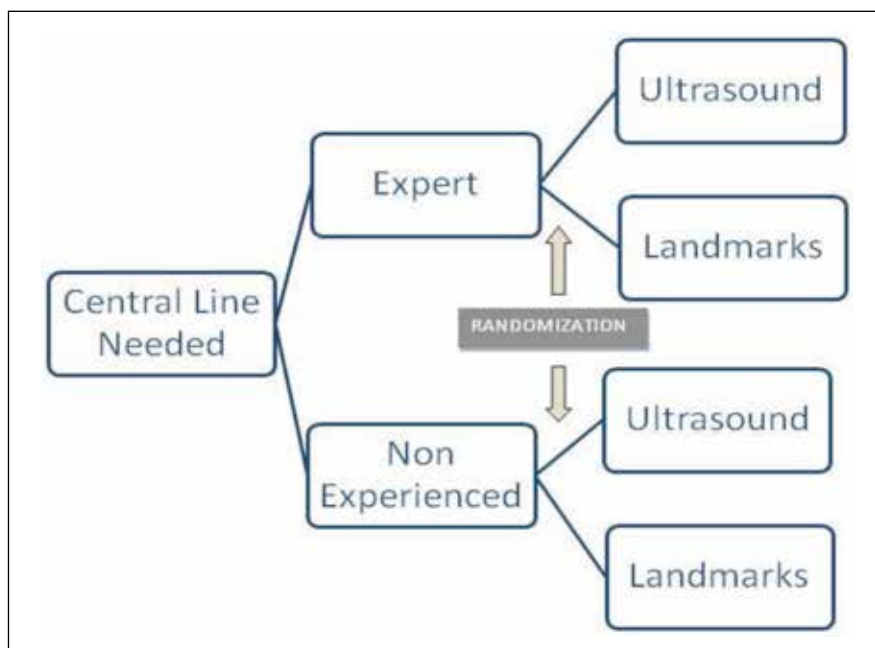 Ultrasound
Expert
Landmarks
Central Line
Needed
RANDOMIZATION
Ultrasound
Non
Experienced
Landmarks